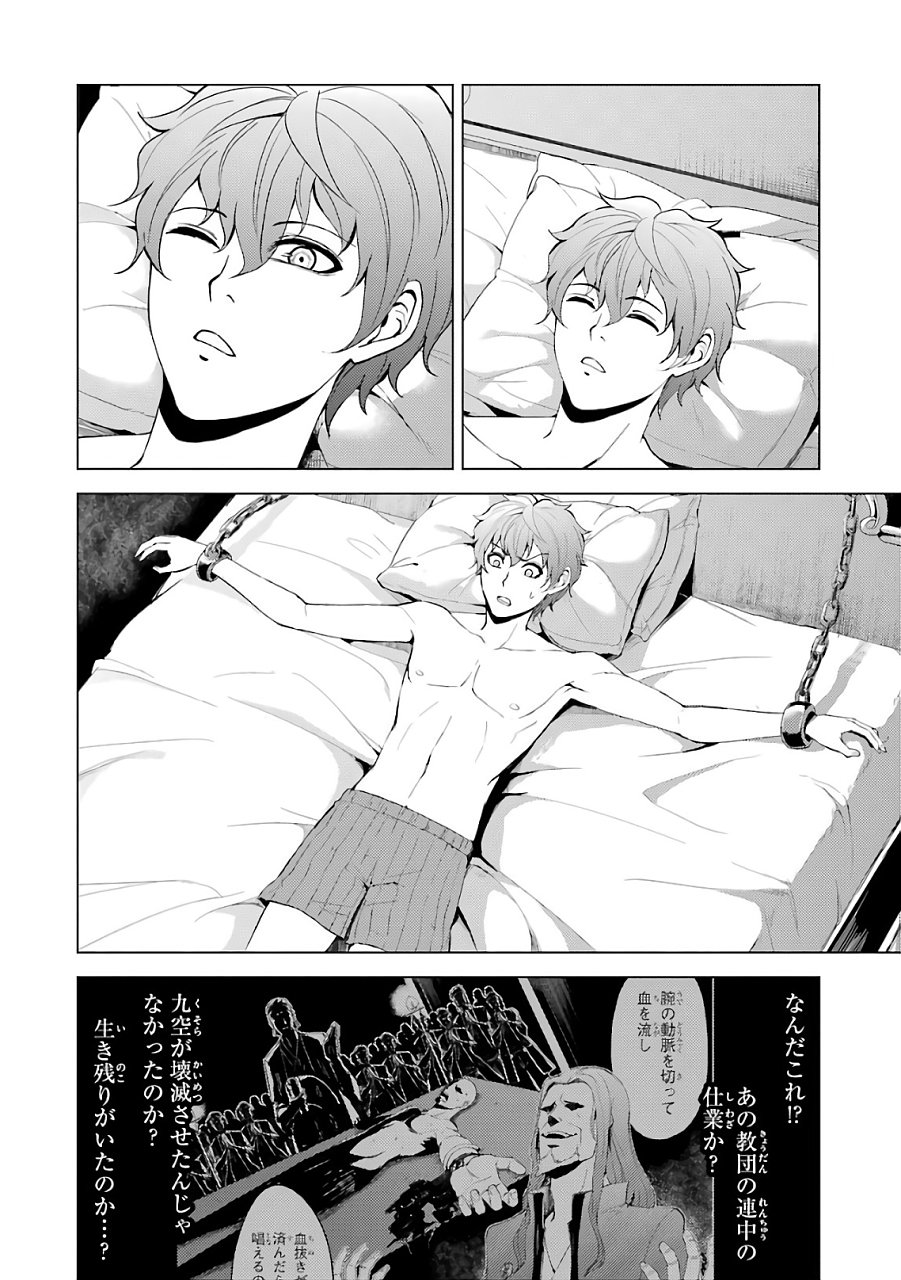 なんだこれ!?
あの教団の連中の
仕業か?
腕の動脈を切って
血を流し
血抜きが
済んだら
唱えるの
九空が壊滅させたんじゃ
なかったのか?
生き残りがいたのか…?